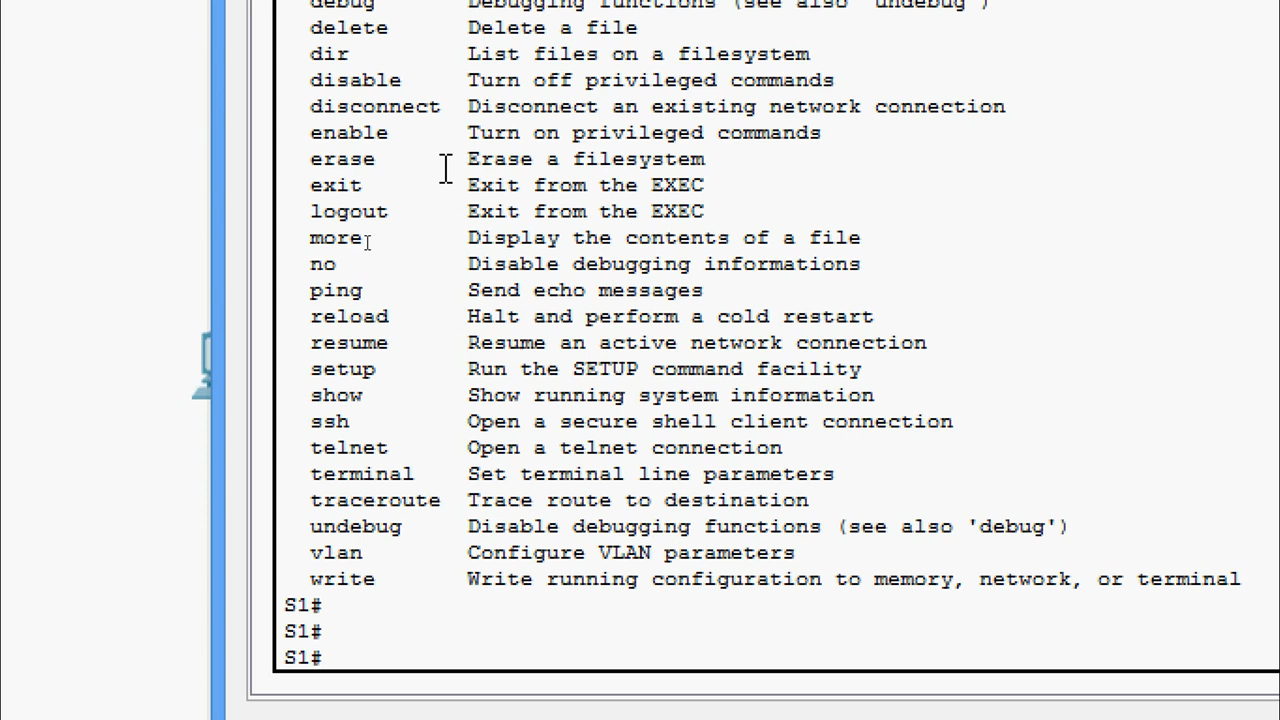 debug Debugging functions (see also 'undebug')
delete Delete a file
dir List files on a filesystem
disable Turn off privileged commands
disconnect Disconnect an existing network connection
enable Turn on privileged commands
erase Erase a filesystem
exit Exit from the EXEC
logout Exit from the EXEC
more Display the contents of a file
no Disable debugging informations
ping Send echo messages
reload Halt and perform a cold restart
resume Resume an active network connection
setup Run the SETUP command facility
show Show running system information
ssh Open a secure shell client connection
telnet Open a telnet connection
terminal Set terminal line parameters
traceroute Trace route to destination
undebug Disable debugging functions (see also 'debug')
vlan Configure VLAN parameters
write Write running configuration to memory, network, or terminal
S1#
S1#
S1#